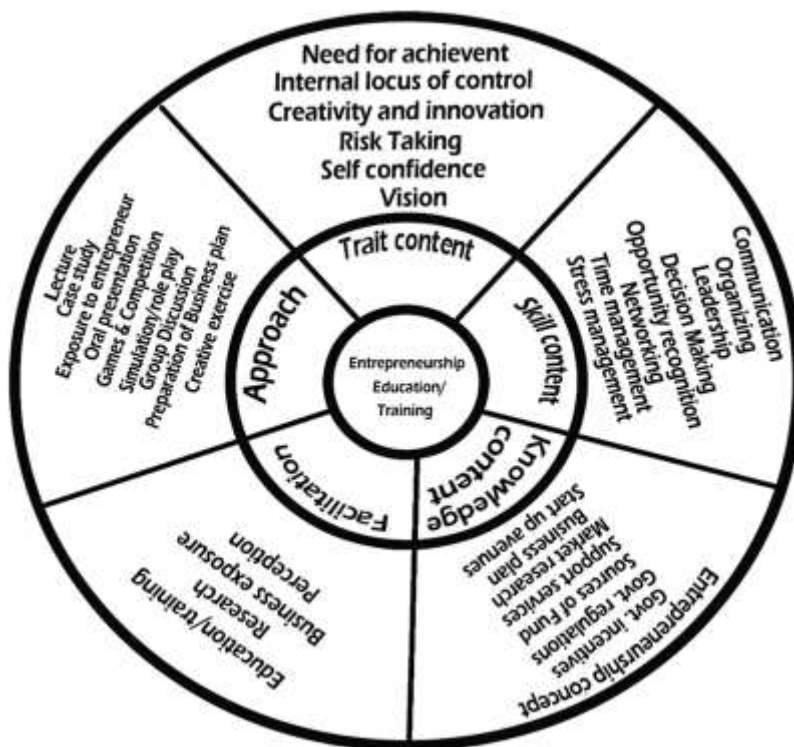 Need for achievent
Internal locus of control
Creativity and innovation
Risk Taking
Self confidence
Vision
Trait content
Communication
Organizing
Leadership
Decision Making
Opportunity recognition
Networking
Time management
Stress management
Skill content
Entrepreneurship concept
Govt. incentives
Govt. regulations
Sources of Fund
Support services
Market research
Business plan
Start up avenues
Knowledge
content
Education/training
Research
Business exposure
Perception
Facilitation
Lecture
Case study
Exposure to entrepreneur
Oral presentation
Games & Competition
Simulation/role play
Group Discussion
Preparation of Business plan
Creative exercise
Approach
Entrepreneurship
Education/
Training